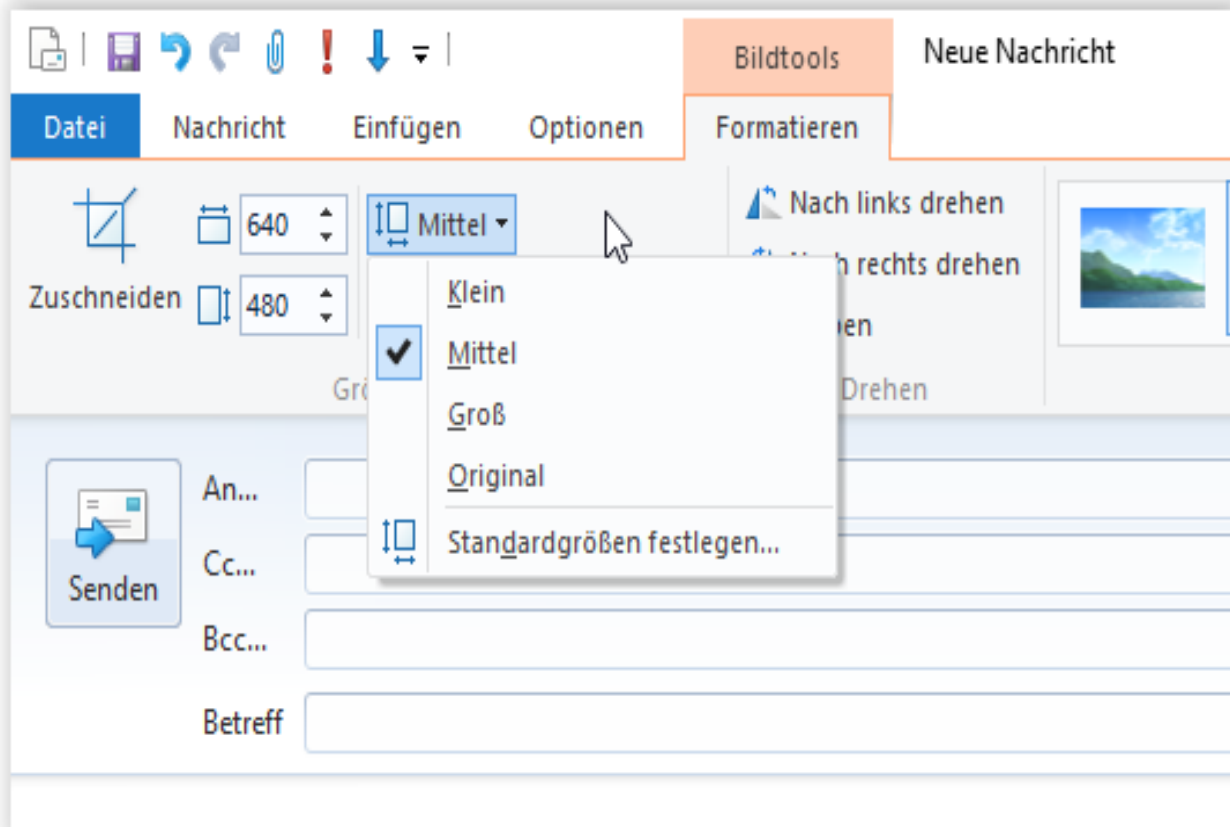 Bildtools
Neue Nachricht
Datei
Nachricht
Einfügen
Optionen
Formatieren
Zuschneiden
640
480
Mittel
Nach links drehen
rechts drehen
Drehen
Klein
Mittel
Groß
Original
Standardgrößen festlegen...
Senden
An...
Cc...
Bcc...
Betreff